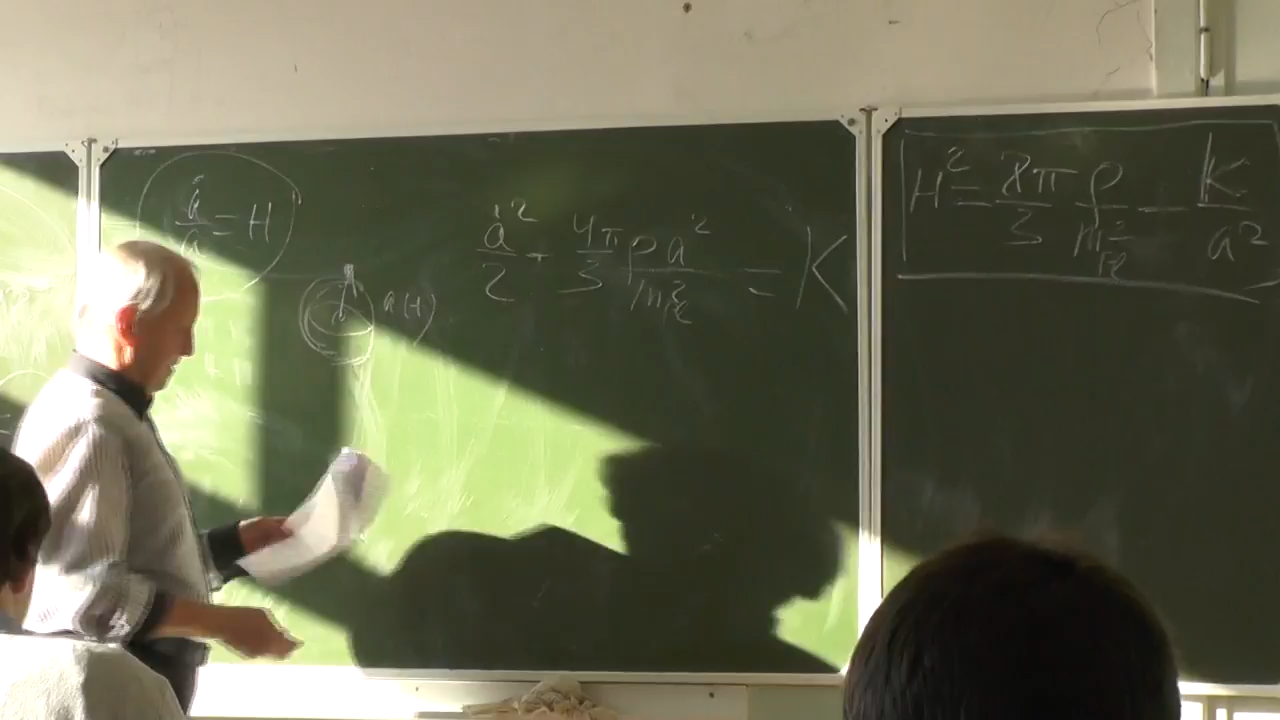 ȧ/a = H
a(t)
ȧ²/2 - 4π/3 ρa²/m²_Pl = K
H² = 8π/3 ρ/m²_Pl - K/a²